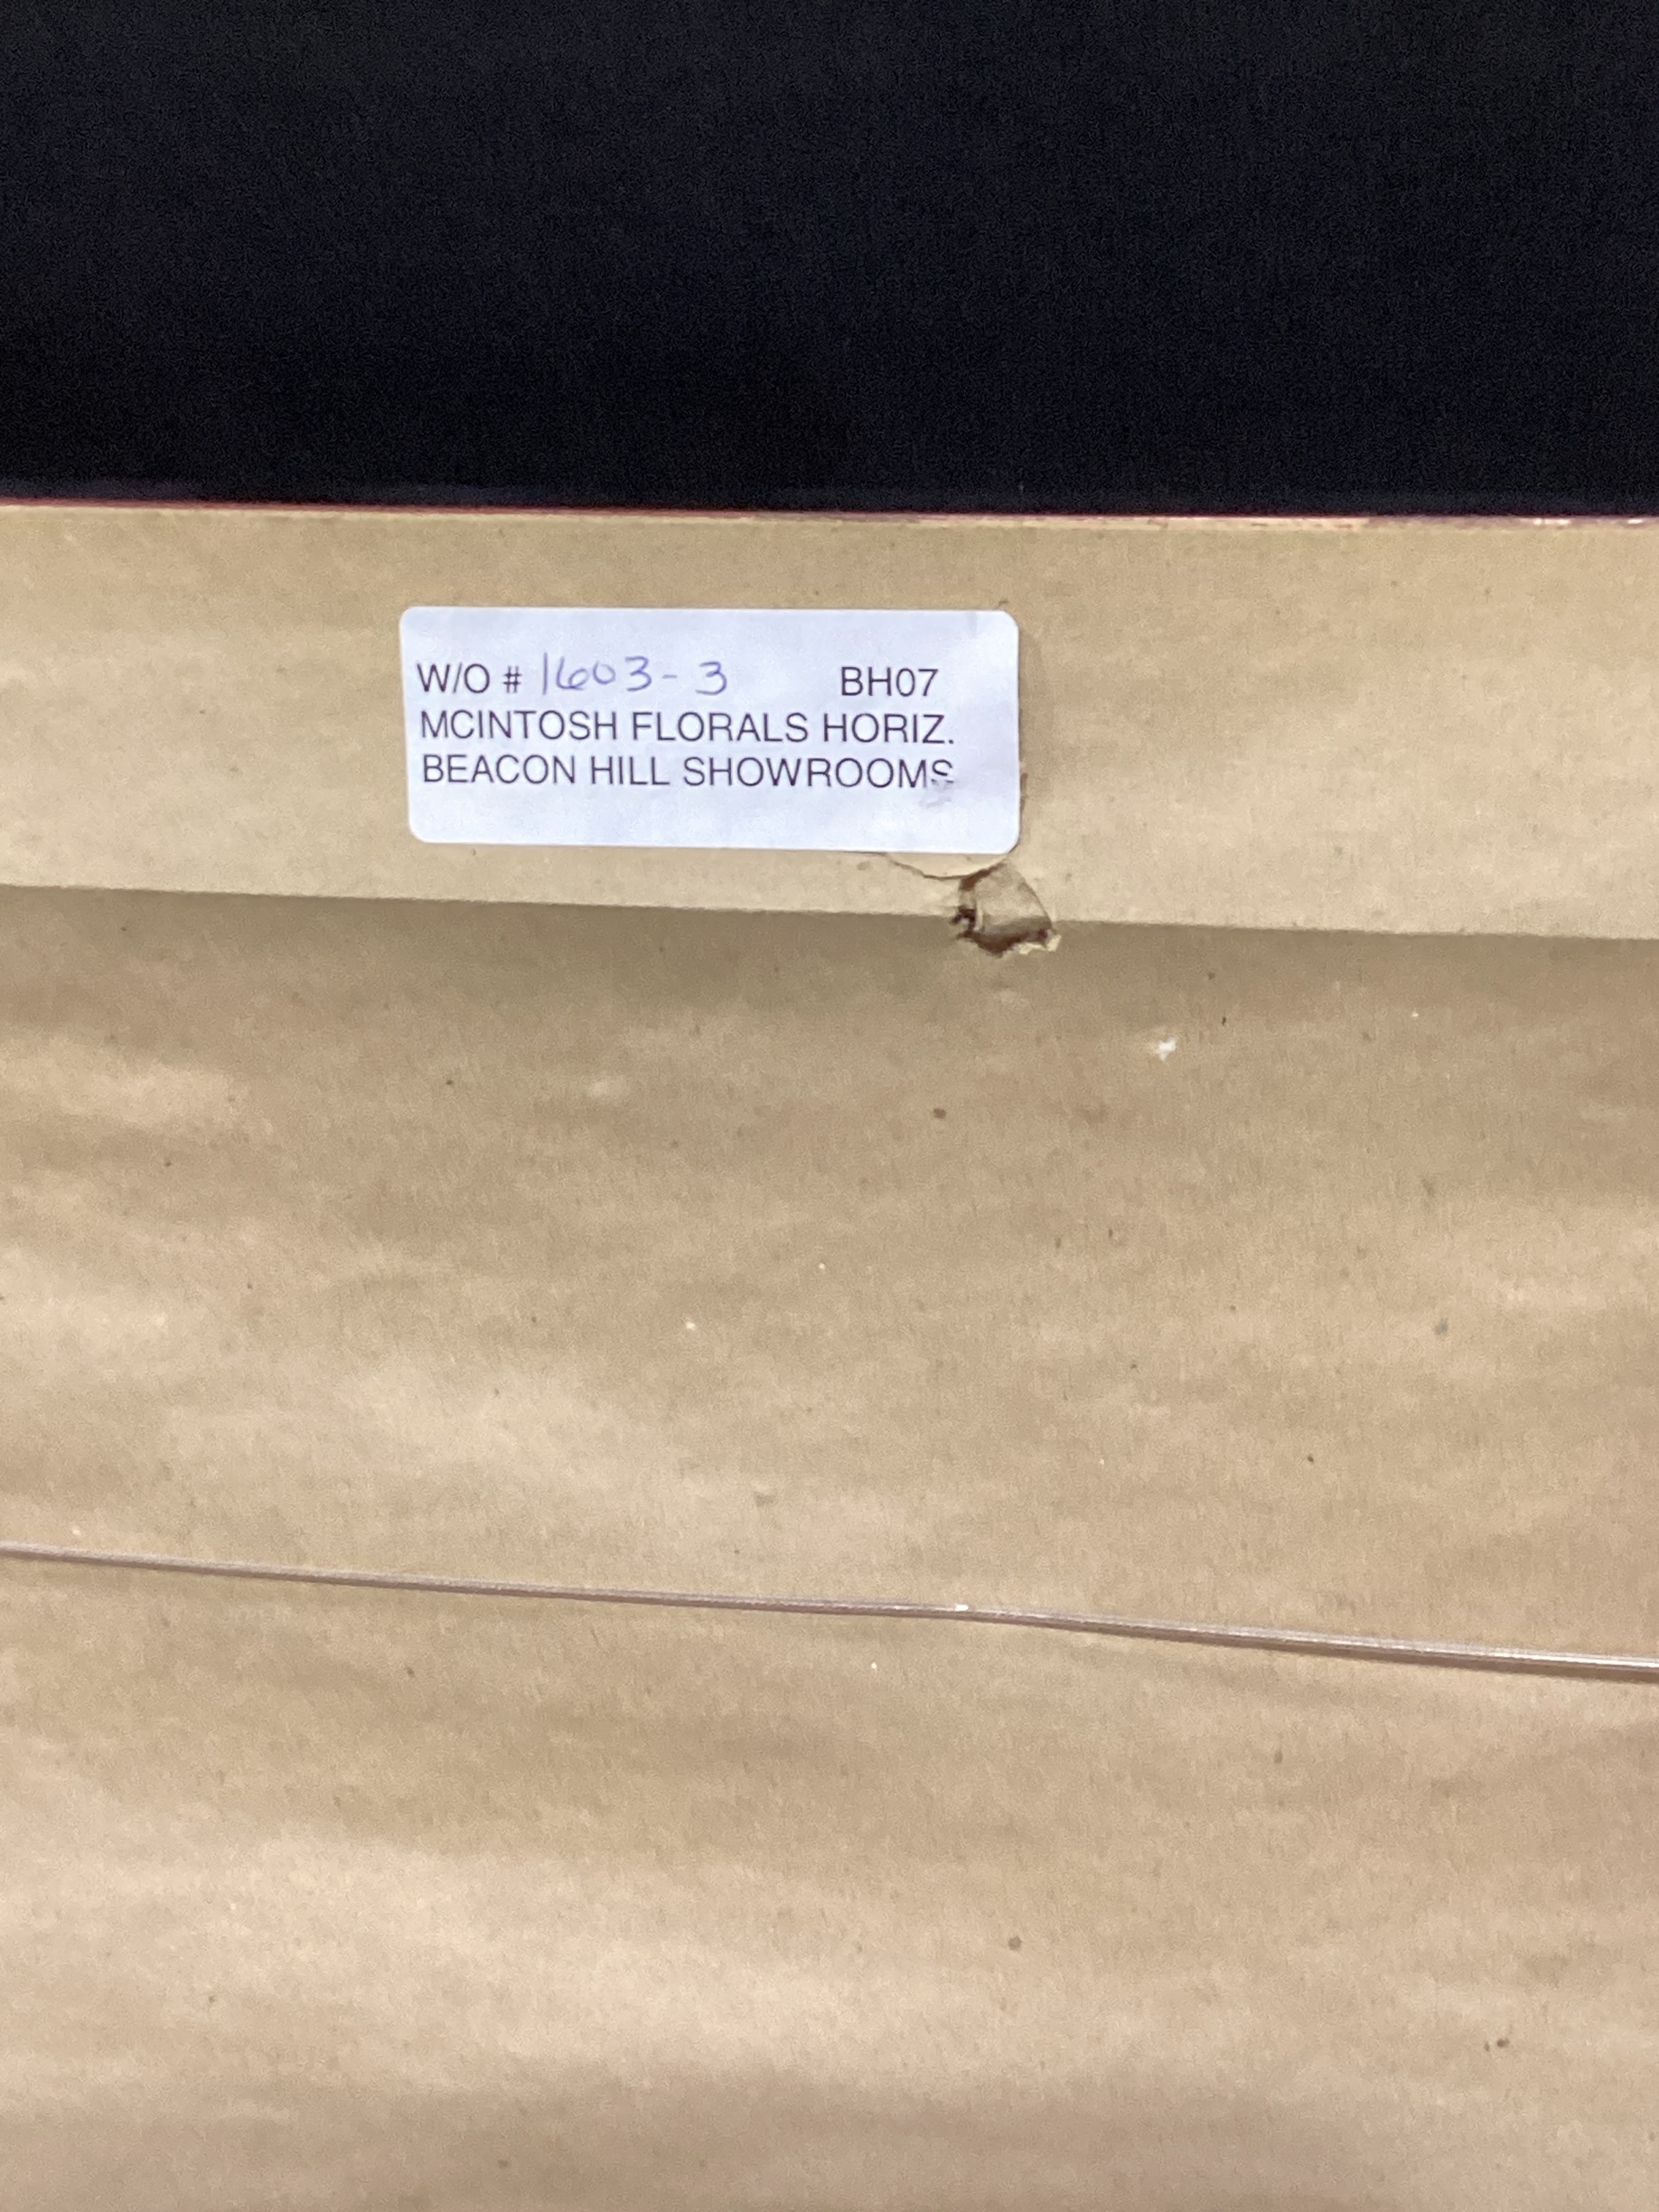 W/O # 1603-3 BH07
MCINTOSH FLORALS HORIZ.
BEACON HILL SHOWROOMS